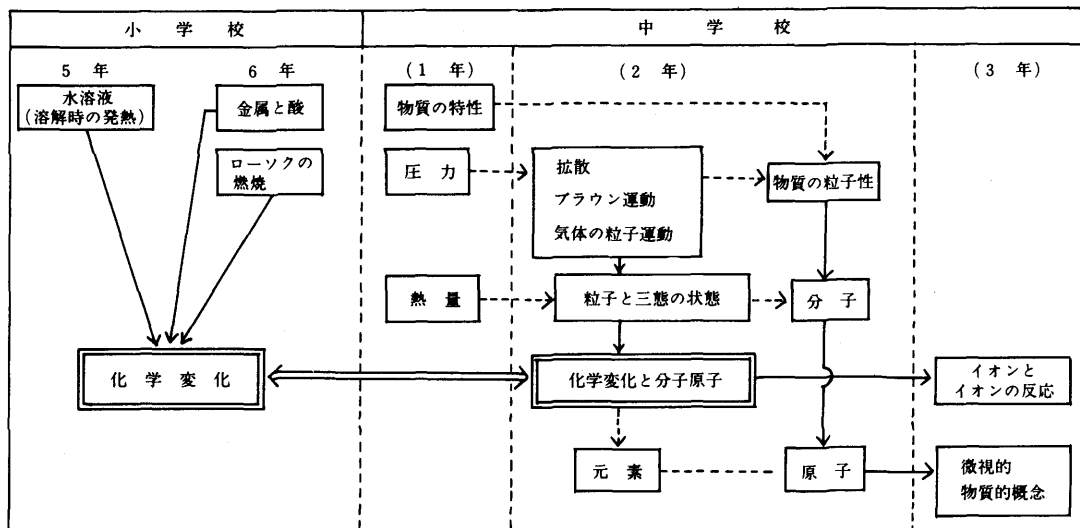 小学校
中学校
5年
6年
(1年)
(2年)
(3年)
水溶液
(溶解時の発熱)
金属と酸
ローソクの
燃焼
化学変化
物質の特性
圧力
熱量
拡散
ブラウン運動
気体の粒子運動
物質の粒子性
粒子と三態の状態
分子
化学変化と分子原子
イオンと
イオンの反応
元素
原子
微視的
物質的概念